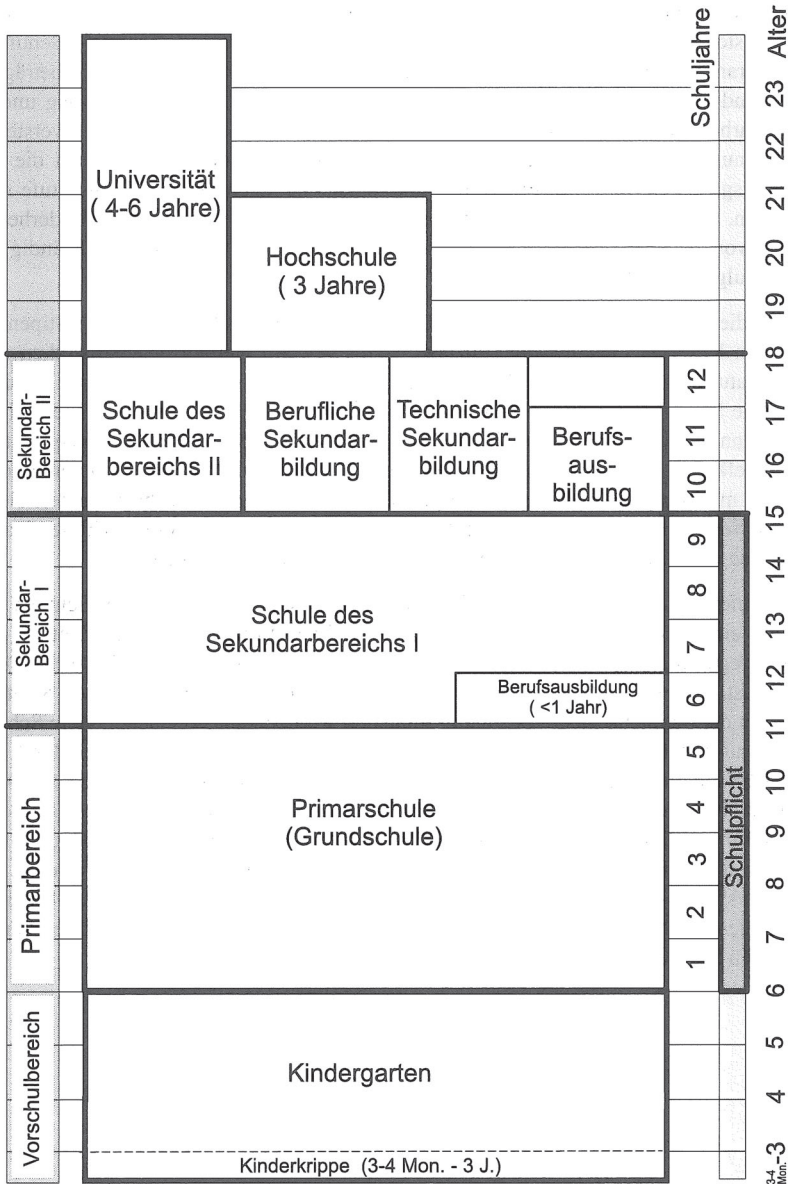 Schuljahre
Alter
Universität
( 4-6 Jahre)
Hochschule
( 3 Jahre)
23
22
21
20
19
18
Sekundar-
Bereich II
Schule des
Sekundar-
bereichs II
Berufliche
Sekundar-
bildung
Technische
Sekundar-
bildung
Berufs-
aus-
bildung
12
11
10
17
16
15
Sekundar-
Bereich I
Schule des
Sekundarbereichs I
Berufsausbildung
( <1 Jahr)
9
8
7
6
14
13
12
11
Primarbereich
Primarschule
(Grundschule)
5
4
3
2
1
Schulpflicht
10
9
8
7
6
Vorschulbereich
Kindergarten
Kinderkrippe (3-4 Mon. - 3 J.)
5
4
3
3-4
Mon.-